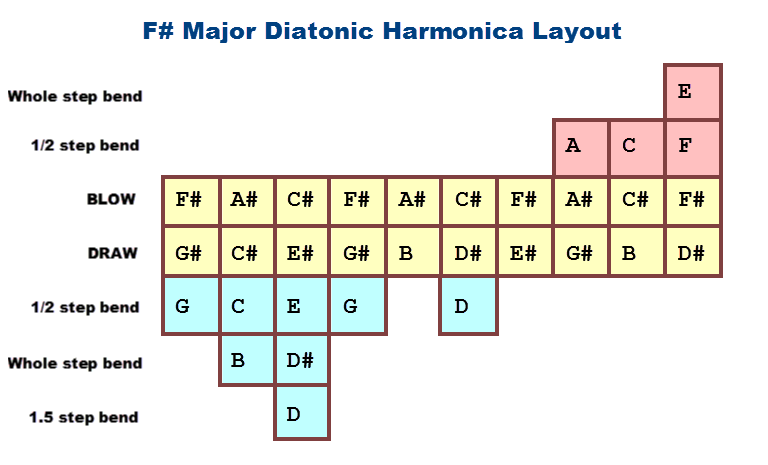 F# Major Diatonic Harmonica Layout
Whole step bend E
1/2 step bend A C F
BLOW F# A# C# F# A# C# F# A# C# F#
DRAW G# C# E# G# B D# E# G# B D#
1/2 step bend G C E G D
Whole step bend B D#
1.5 step bend D